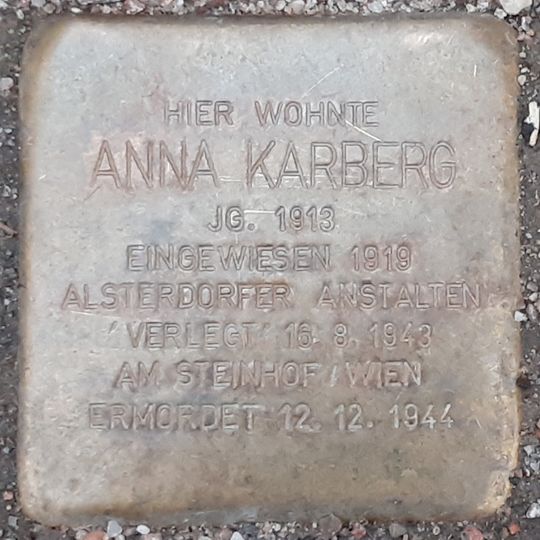 HIER WOHNTE
ANNA KARBERG
JG. 1913
EINGEWIESEN 1919
ALSTERDORFER ANSTALTEN
'VERLEGT' 16. 8. 1943
AM STEINHOF / WIEN
ERMORDET 12. 12. 1944